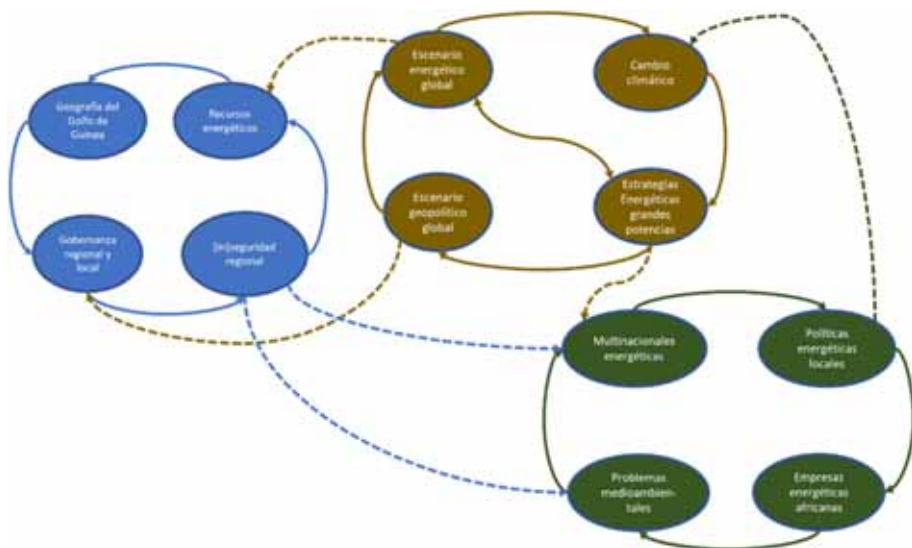 Escenario
energético
global
Cambio
climático
Geografía del
Golfo de
Guinea
Recursos
energéticos
Escenario
geopolítico
global
Estrategias
Energéticas
grandes
potencias
Gobernanza
regional y
local
(In)seguridad
regional
Multinacionales
energéticas
Políticas
energéticas
locales
Problemas
medioambien-
tales
Empresas
energéticas
africanas